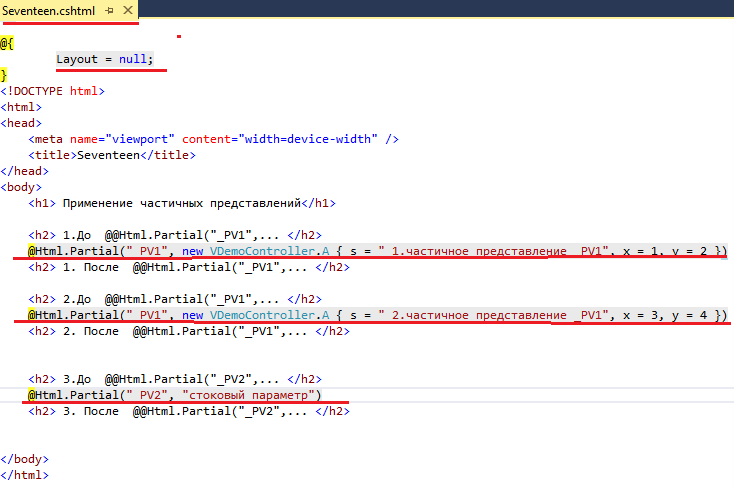 Seventeen.cshtml
@{
Layout = null;
}
<!DOCTYPE html>
<html>
<head>
<meta name="viewport" content="width=device-width" />
<title>Seventeen</title>
</head>
<body>
<h1> Применение частичных представлений</h1>
<h2> 1.До  @@Html.Partial("_PV1",... </h2>
@Html.Partial("_PV1", new VDemoController.A { s = " 1.частичное представление _PV1", x = 1, y = 2 })
<h2> 1. После  @@Html.Partial("_PV1",... </h2>
<h2> 2.До  @@Html.Partial("_PV1",... </h2>
@Html.Partial("_PV1", new VDemoController.A { s = " 2.частичное представление _PV1", x = 3, y = 4 })
<h2> 2. После  @@Html.Partial("_PV1",... </h2>
<h2> 3.До  @@Html.Partial("_PV2",... </h2>
@Html.Partial("_PV2", "стоковый параметр")
<h2> 3. После  @@Html.Partial("_PV2",... </h2>
</body>
</html>